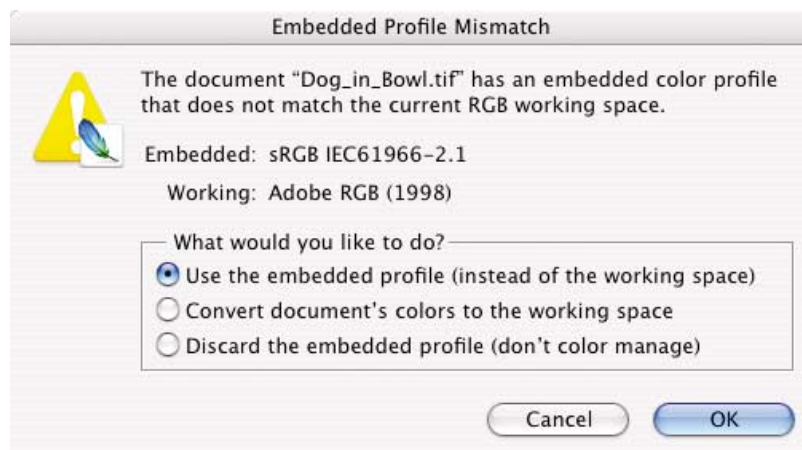 Embedded Profile Mismatch
The document “Dog_in_Bowl.tif” has an embedded color profile
that does not match the current RGB working space.
Embedded: sRGB IEC61966-2.1
Working: Adobe RGB (1998)
What would you like to do?
Use the embedded profile (instead of the working space)
Convert document's colors to the working space
Discard the embedded profile (don't color manage)
Cancel OK